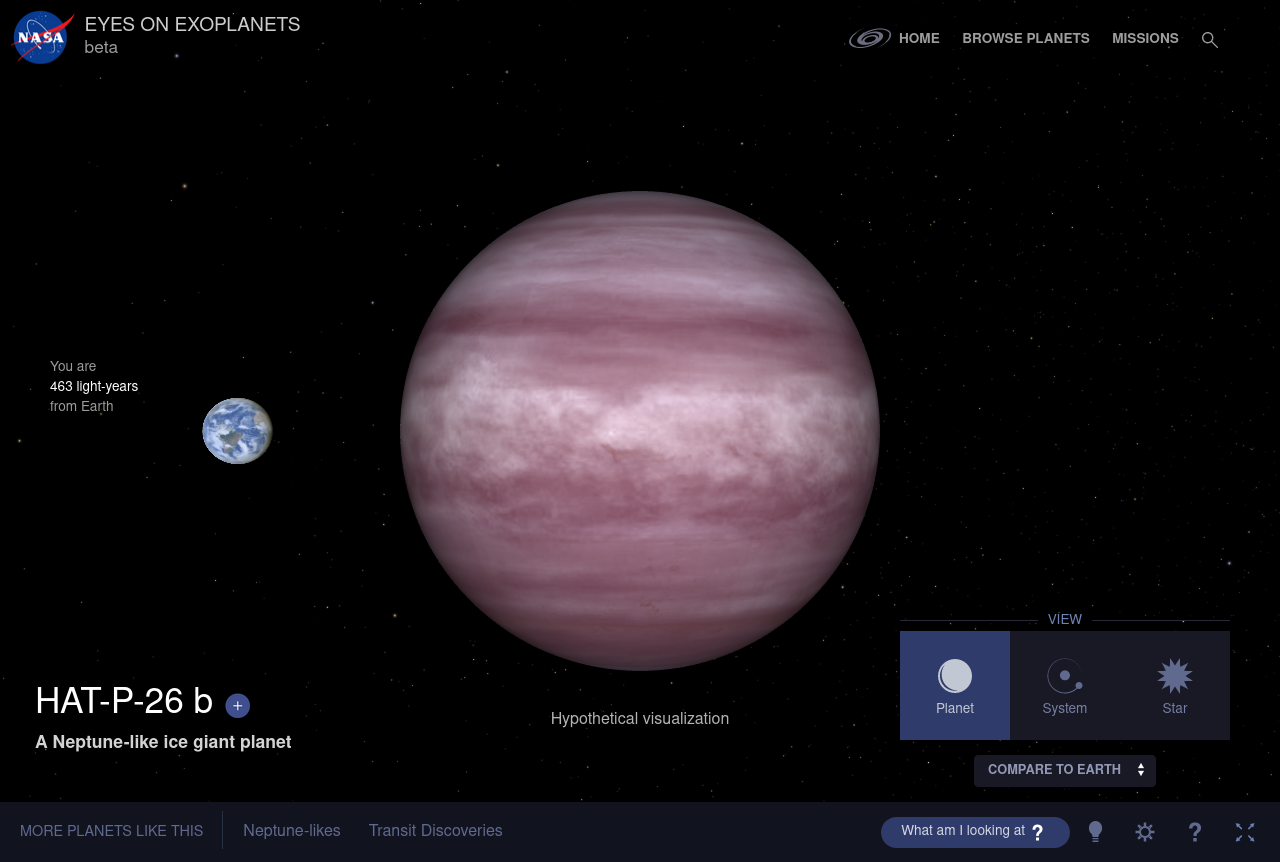 NASA
EYES ON EXOPLANETS
beta
HOME
BROWSE PLANETS
MISSIONS
You are
463 light-years
from Earth
VIEW
Planet
System
Star
HAT-P-26 b +
A Neptune-like ice giant planet
Hypothetical visualization
COMPARE TO EARTH
MORE PLANETS LIKE THIS
Neptune-likes
Transit Discoveries
What am I looking at ?
?